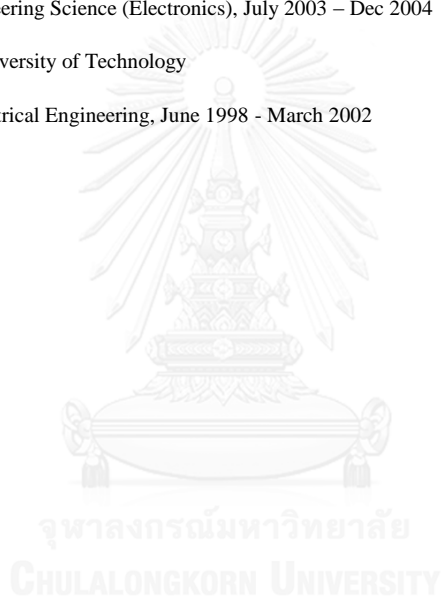 ering Science (Electronics), July 2003 – Dec 2004
versity of Technology
trical Engineering, June 1998 - March 2002
จุฬาลงกรณ์มหาวิทยาลัย
CHULALONGKORN UNIVERSITY